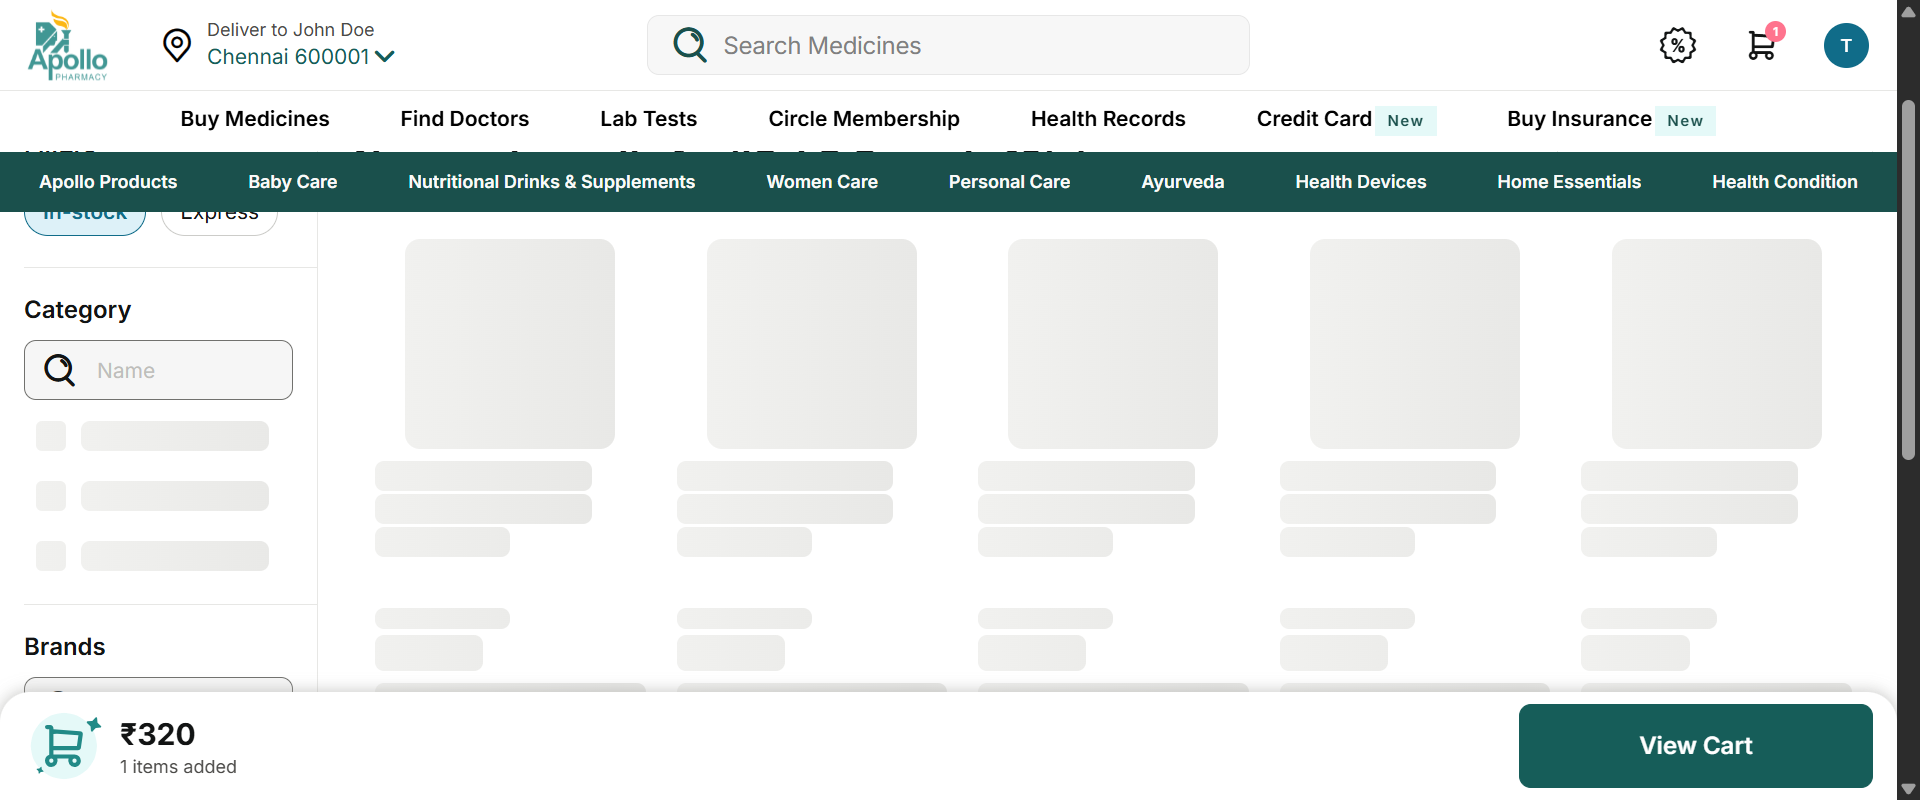 Apollo
PHARMACY
Deliver to John Doe
Chennai 600001
Search Medicines
%
1
T
Buy Medicines
Find Doctors
Lab Tests
Circle Membership
Health Records
Credit Card New
Buy Insurance New
Apollo Products
Baby Care
Nutritional Drinks & Supplements
Women Care
Personal Care
Ayurveda
Health Devices
Home Essentials
Health Condition
In-stock
Express
Category
Name
Brands
₹320
1 items added
View Cart